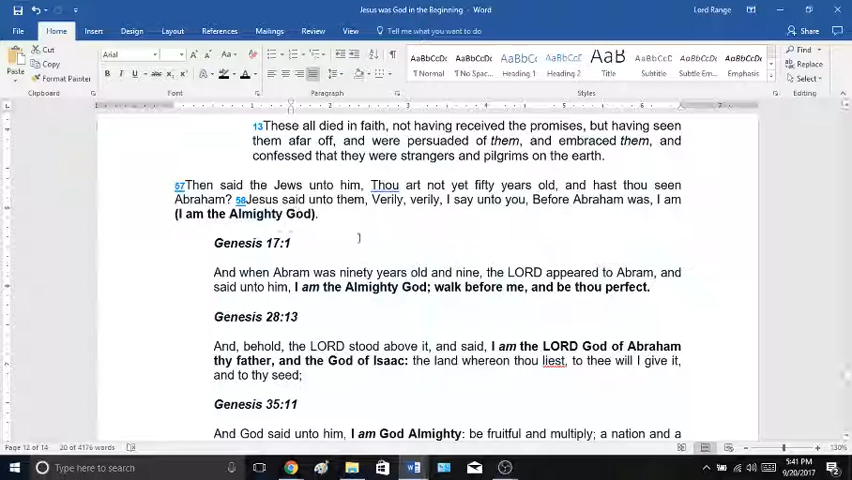 Jesus was God in the Beginning - Word
Lord Range
File Home Insert Design Layout References Mailings Review View Tell me what you want to do... Share
Paste
Cut
Copy
Format Painter
Clipboard
Arial
Aa
B I U abc x₂ x²
Font
Paragraph
AaBbCcDc AaBbCcDc AaBbCc AaBbCc AaB AaBbCcD AaBbCcDc AaBbCcDc
¶ Normal ¶ No Spac... Heading 1 Heading 2 Title Subtitle Subtle Em... Emphasis
Styles
Find
Replace
Select
Editing
13These all died in faith, not having received the promises, but having seen
them afar off, and were persuaded of them, and embraced them, and
confessed that they were strangers and pilgrims on the earth.
57Then said the Jews unto him, Thou art not yet fifty years old, and hast thou seen
Abraham? 58Jesus said unto them, Verily, verily, I say unto you, Before Abraham was, I am
(I am the Almighty God).
Genesis 17:1
And when Abram was ninety years old and nine, the LORD appeared to Abram, and
said unto him, I am the Almighty God; walk before me, and be thou perfect.
Genesis 28:13
And, behold, the LORD stood above it, and said, I am the LORD God of Abraham
thy father, and the God of Isaac: the land whereon thou liest, to thee will I give it,
and to thy seed;
Genesis 35:11
And God said unto him, I am God Almighty: be fruitful and multiply; a nation and a
Page 12 of 14 20 of 4176 words
130%
Type here to search
5:41 PM
9/20/2017